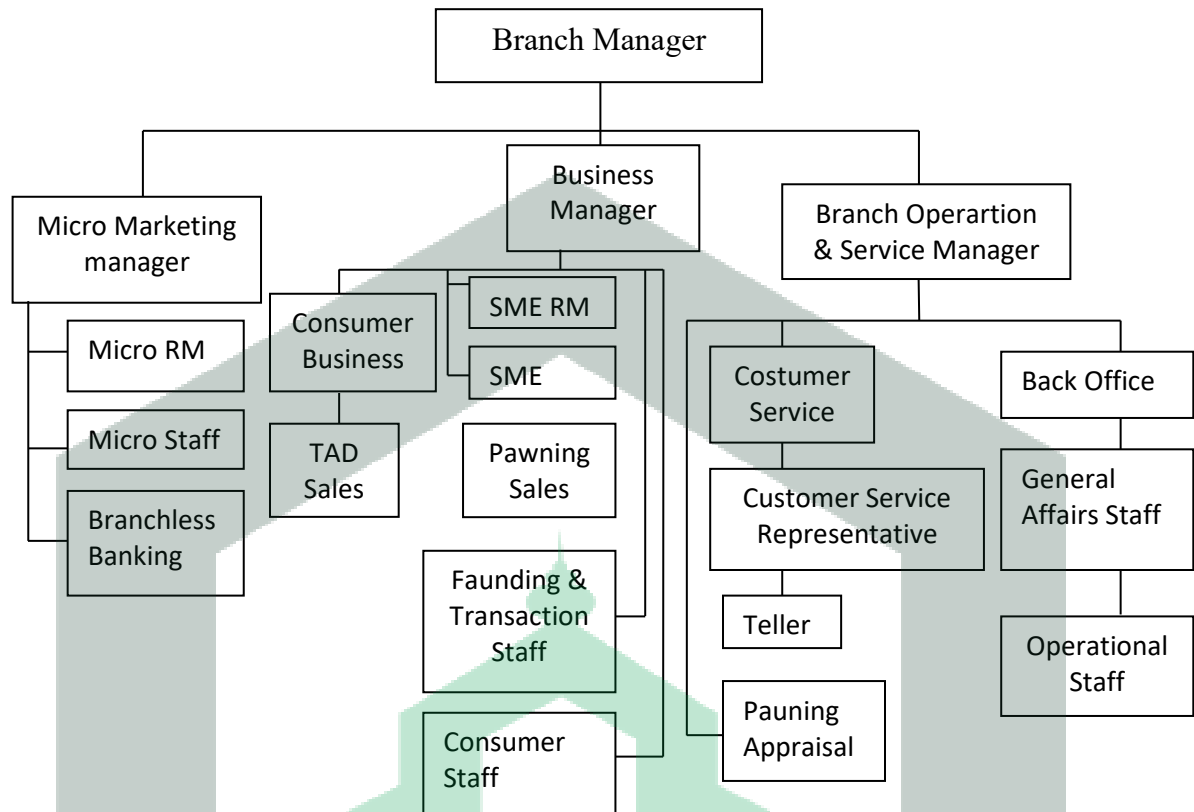 Branch Manager
Business
Manager
Micro Marketing
manager
Branch Operartion
& Service Manager
Micro RM
Micro Staff
Branchless
Banking
Consumer
Business
TAD
Sales
SME RM
SME
Pawning
Sales
Faunding &
Transaction
Staff
Consumer
Staff
Costumer
Service
Customer Service
Representative
Teller
Pauning
Appraisal
Back Office
General
Affairs Staff
Operational
Staff